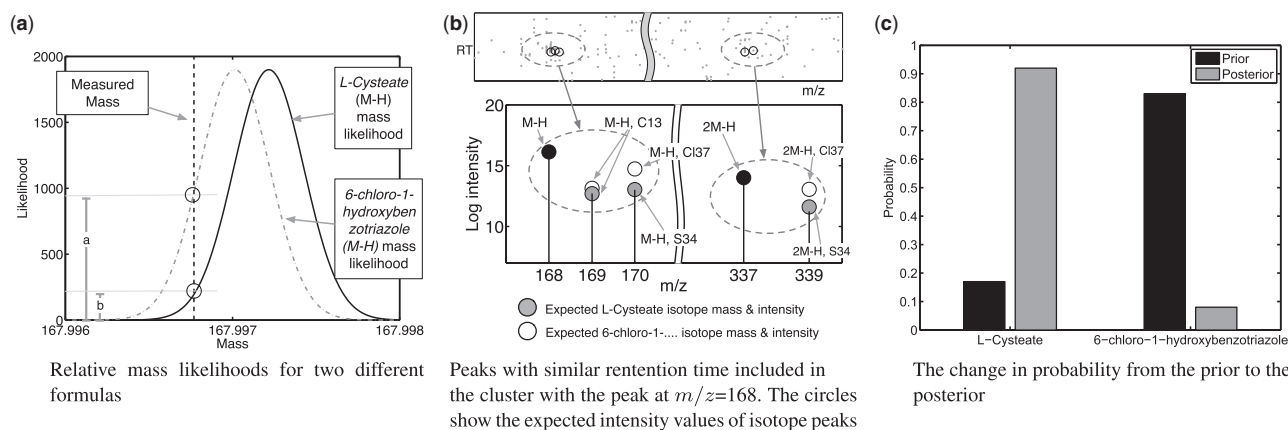 (a)
2000
1500
1000
500
0
Likelihood
Measured
Mass
L-Cysteate
(M-H)
mass
likelihood
6-chloro-1-
hydroxyben
zotriazole
(M-H) mass
likelihood
a
b
167.996
167.997
167.998
Mass
Relative mass likelihoods for two different
formulas
(b)
RT
m/z
20
15
10
Log intensity
M-H
M-H, C13
M-H, Cl37
M-H, S34
2M-H
2M-H, Cl37
2M-H, S34
168
169
170
337
339
m/z
Expected L-Cysteate isotope mass & intensity
Expected 6-chloro-1-.... isotope mass & intensity
Peaks with similar rentention time included in
the cluster with the peak at m/z=168. The circles
show the expected intensity values of isotope peaks
(c)
1
0.9
0.8
0.7
0.6
0.5
0.4
0.3
0.2
0.1
0
Probability
Prior
Posterior
L−Cysteate
6−chloro−1−hydroxybenzotriazole
The change in probability from the prior to the
posterior